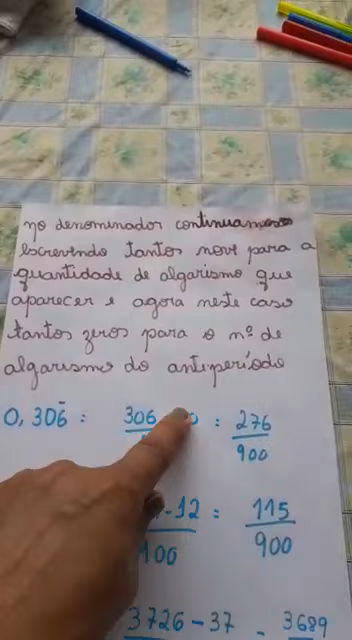 no denominador continuamos
escrevendo tantos nove para a
quantidade de algarismo que
aparecer e agora neste caso
tantos zeros para o nº de
algarismo do antiperíodo
0,306̄ = 306 0 = 276
900
-12 = 115
900 900
3726 - 37 = 3689